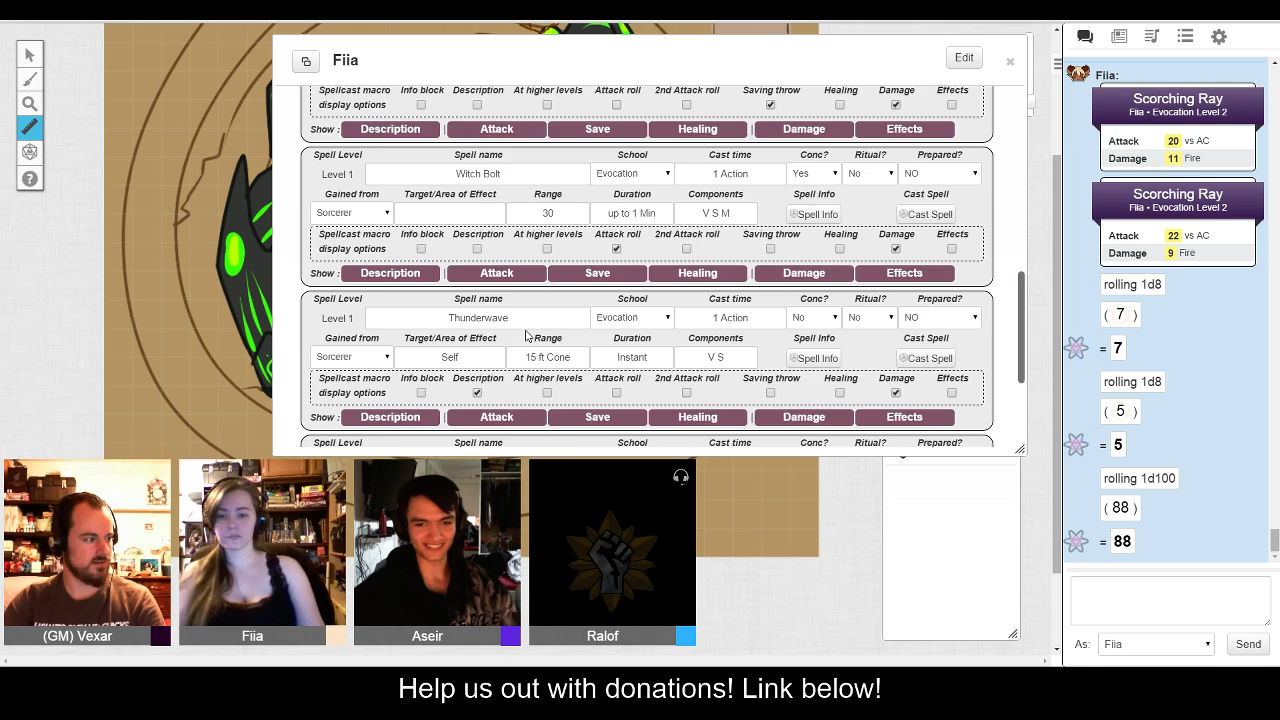 Fiia
Edit
×
Spellcast macro Info block Description At higher levels Attack roll 2nd Attack roll Saving throw Healing Damage Effects
display options
Show : Description | Attack Save Healing | Damage Effects
Spell Level Spell name School Cast time Conc? Ritual? Prepared?
Level 1 Witch Bolt Evocation 1 Action Yes No NO
Gained from Target/Area of Effect Range Duration Components Spell Info Cast Spell
Sorcerer 30 up to 1 Min V S M Spell Info Cast Spell
Spellcast macro Info block Description At higher levels Attack roll 2nd Attack roll Saving throw Healing Damage Effects
display options
Show : Description | Attack Save Healing | Damage Effects
Spell Level Spell name School Cast time Conc? Ritual? Prepared?
Level 1 Thunderwave Evocation 1 Action No No NO
Gained from Target/Area of Effect Range Duration Components Spell Info Cast Spell
Sorcerer Self 15 ft Cone Instant V S Spell Info Cast Spell
Spellcast macro Info block Description At higher levels Attack roll 2nd Attack roll Saving throw Healing Damage Effects
display options
Show : Description | Attack Save Healing | Damage Effects
Spell Level Spell name School Cast time Conc? Ritual? Prepared?
Fiia:
Scorching Ray
Fiia • Evocation Level 2
Attack 20 vs AC
Damage 11 Fire
Scorching Ray
Fiia • Evocation Level 2
Attack 22 vs AC
Damage 9 Fire
rolling 1d8
( 7 )
= 7
rolling 1d8
( 5 )
= 5
rolling 1d100
( 88 )
= 88
As: Fiia Send
(GM) Vexar
Fiia
Aseir
Ralof
Help us out with donations! Link below!